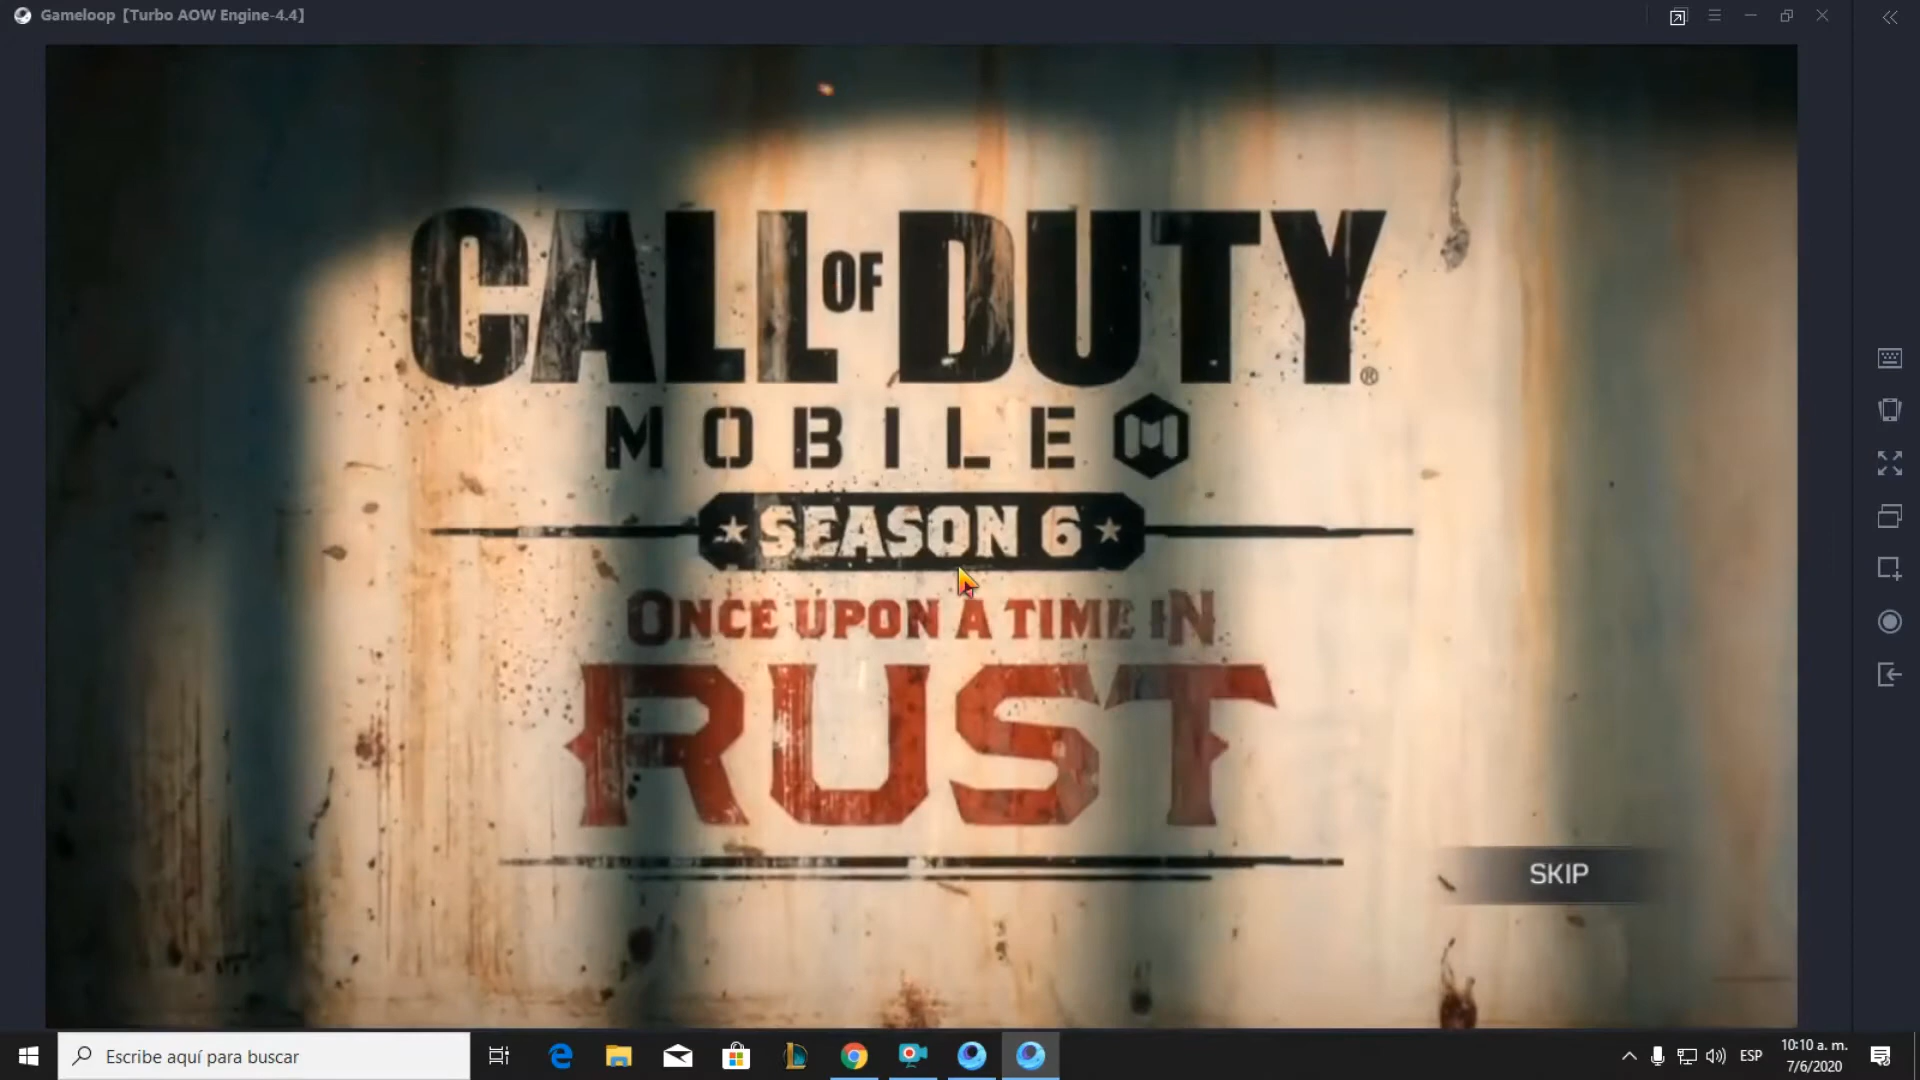 Gameloop【Turbo AOW Engine-4.4】
CALL OF DUTY®
MOBILE
SEASON 6
ONCE UPON A TIME IN
RUST
SKIP
Escribe aquí para buscar
ESP
10:10 a. m.
7/6/2020